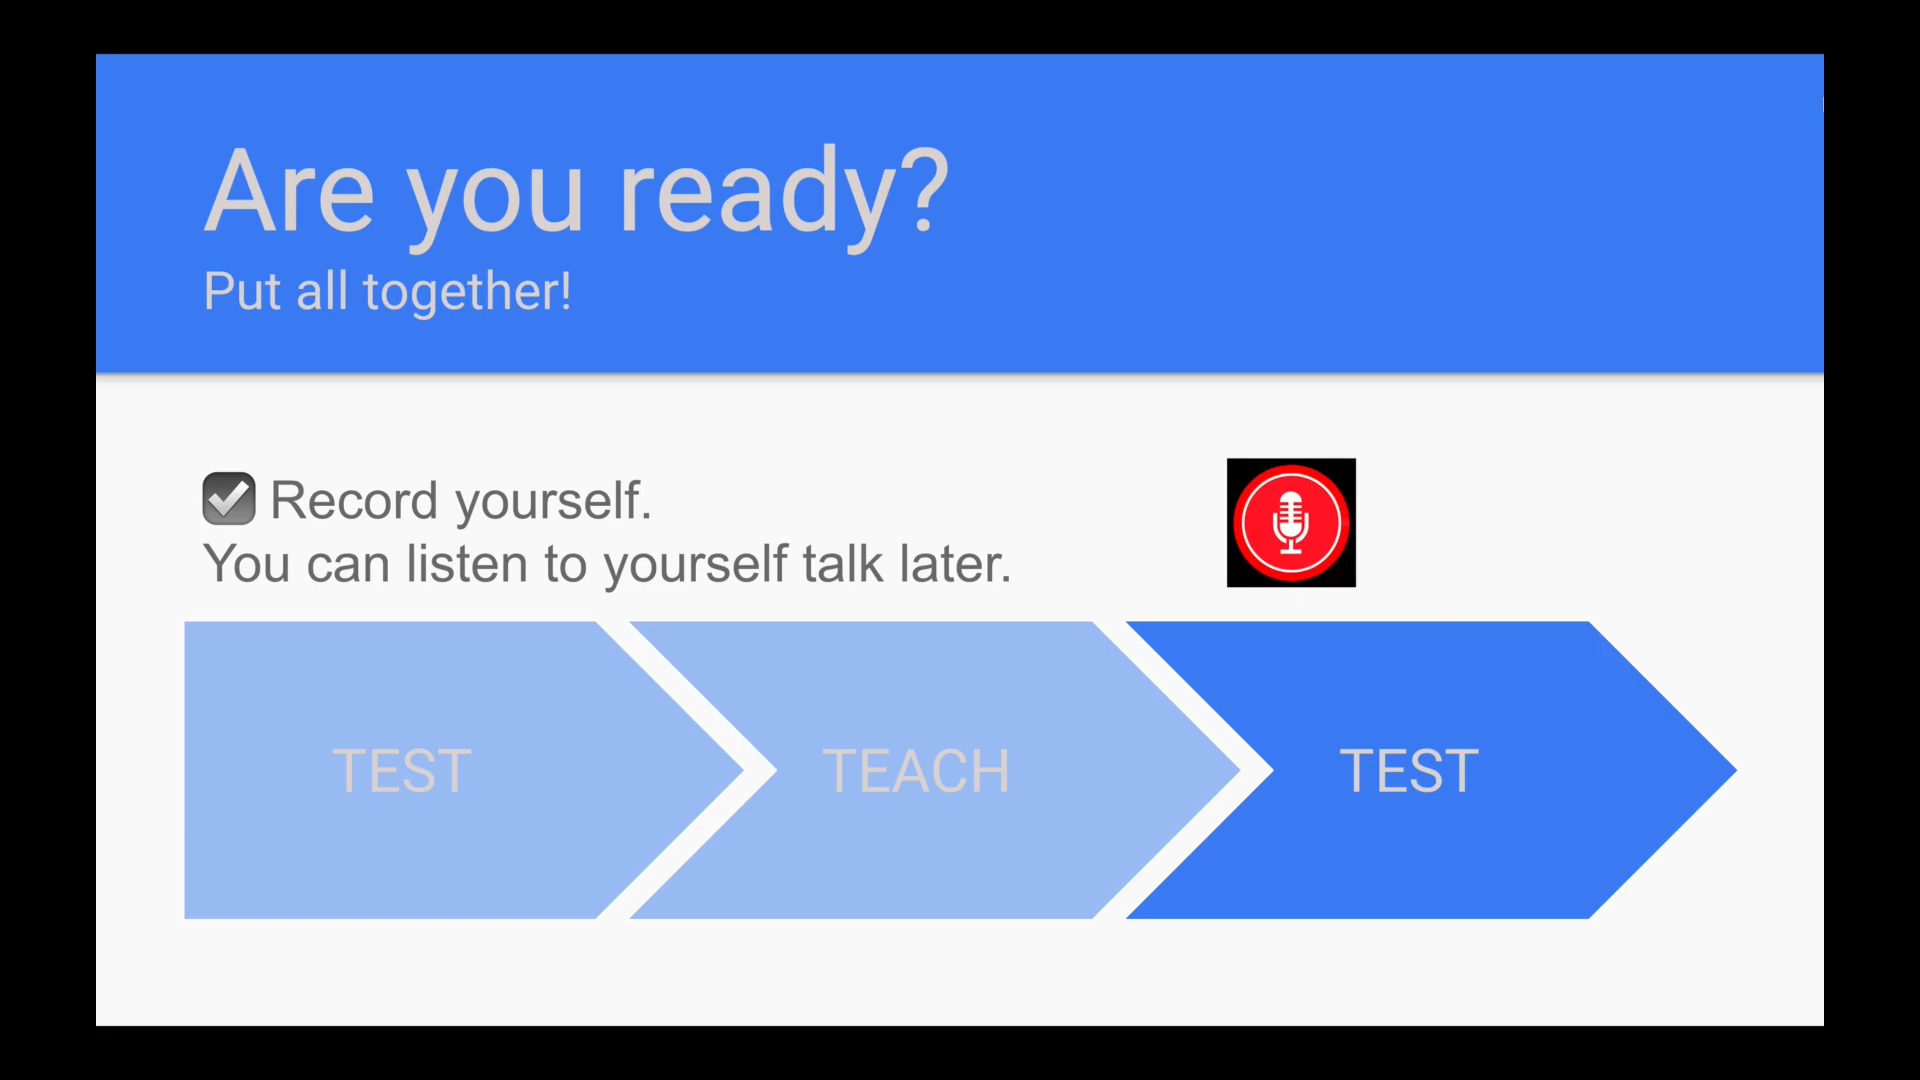 Are you ready?
Put all together!
Record yourself.
You can listen to yourself talk later.
TEST
TEACH
TEST